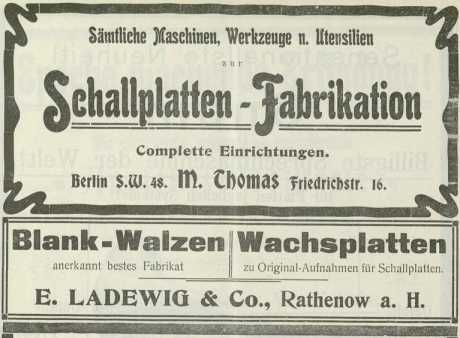 Sämtliche Maschinen, Werkzeuge n. Utensilien
zur
Schallplatten-Fabrikation
Complette Einrichtungen.
Berlin S.W. 48. M. Thomas Friedrichstr. 16.
Blank-Walzen
anerkannt bestes Fabrikat
Wachsplatten
zu Original-Aufnahmen für Schallplatten.
E. LADEWIG & Co., Rathenow a. H.